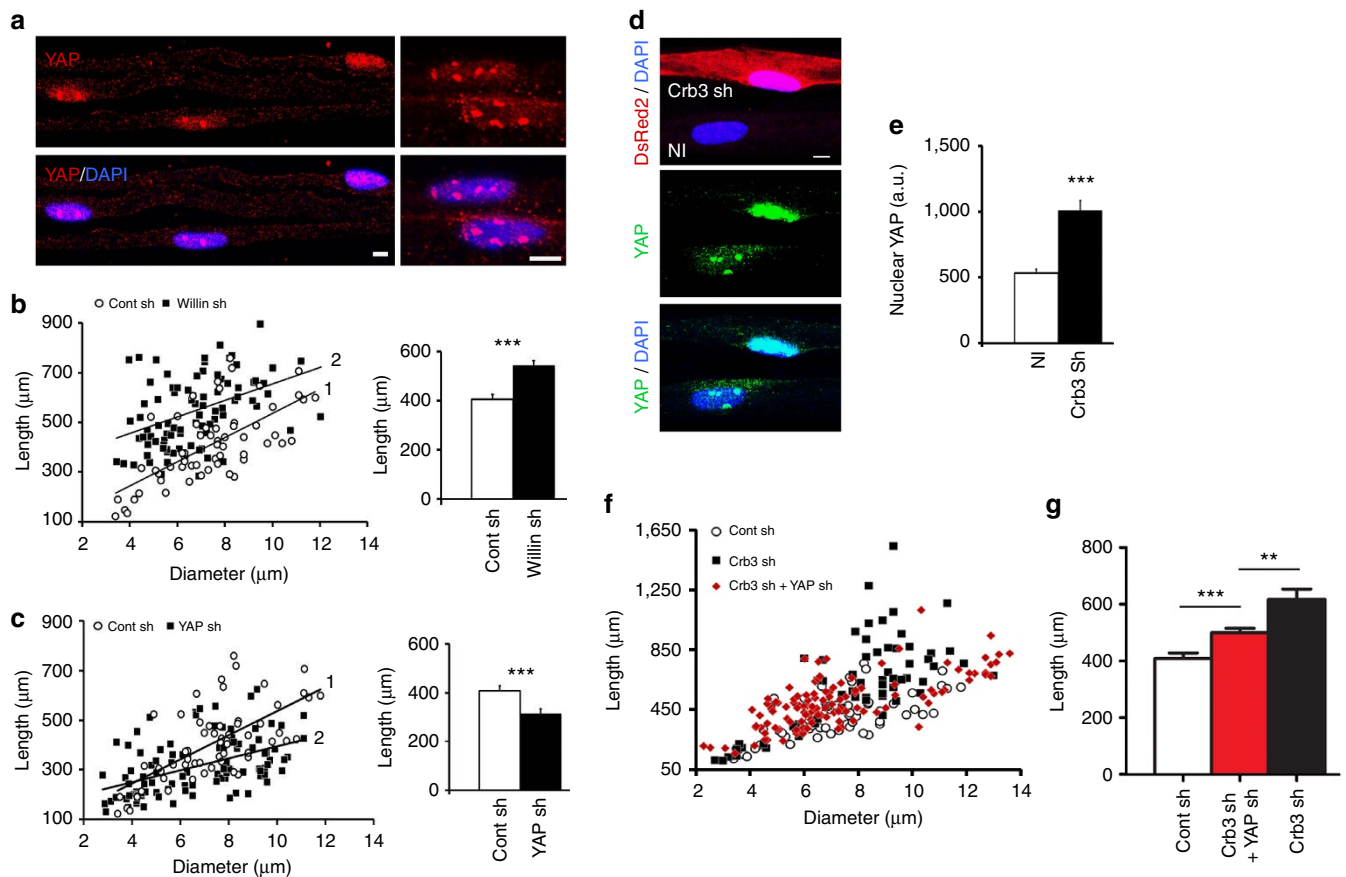 a
YAP
YAP/DAPI
b
Cont sh
Willin sh
900
700
500
300
100
2
4
6
8
10
12
14
2
1
Length (μm)
Diameter (μm)
***
600
400
200
0
Length (μm)
Cont sh
Willin sh
c
Cont sh
YAP sh
900
700
500
300
100
2
4
6
8
10
12
14
1
2
Length (μm)
Diameter (μm)
***
600
400
200
0
Length (μm)
Cont sh
YAP sh
d
DsRed2 / DAPI
Crb3 sh
NI
YAP
YAP / DAPI
e
1,500
1,000
500
0
***
Nuclear YAP (a.u.)
NI
Crb3 Sh
f
Cont sh
Crb3 sh
Crb3 sh + YAP sh
1,650
1,250
850
450
50
2
4
6
8
10
12
14
Length (μm)
Diameter (μm)
g
800
600
400
200
0
***
**
Length (μm)
Cont sh
Crb3 sh
+ YAP sh
Crb3 sh